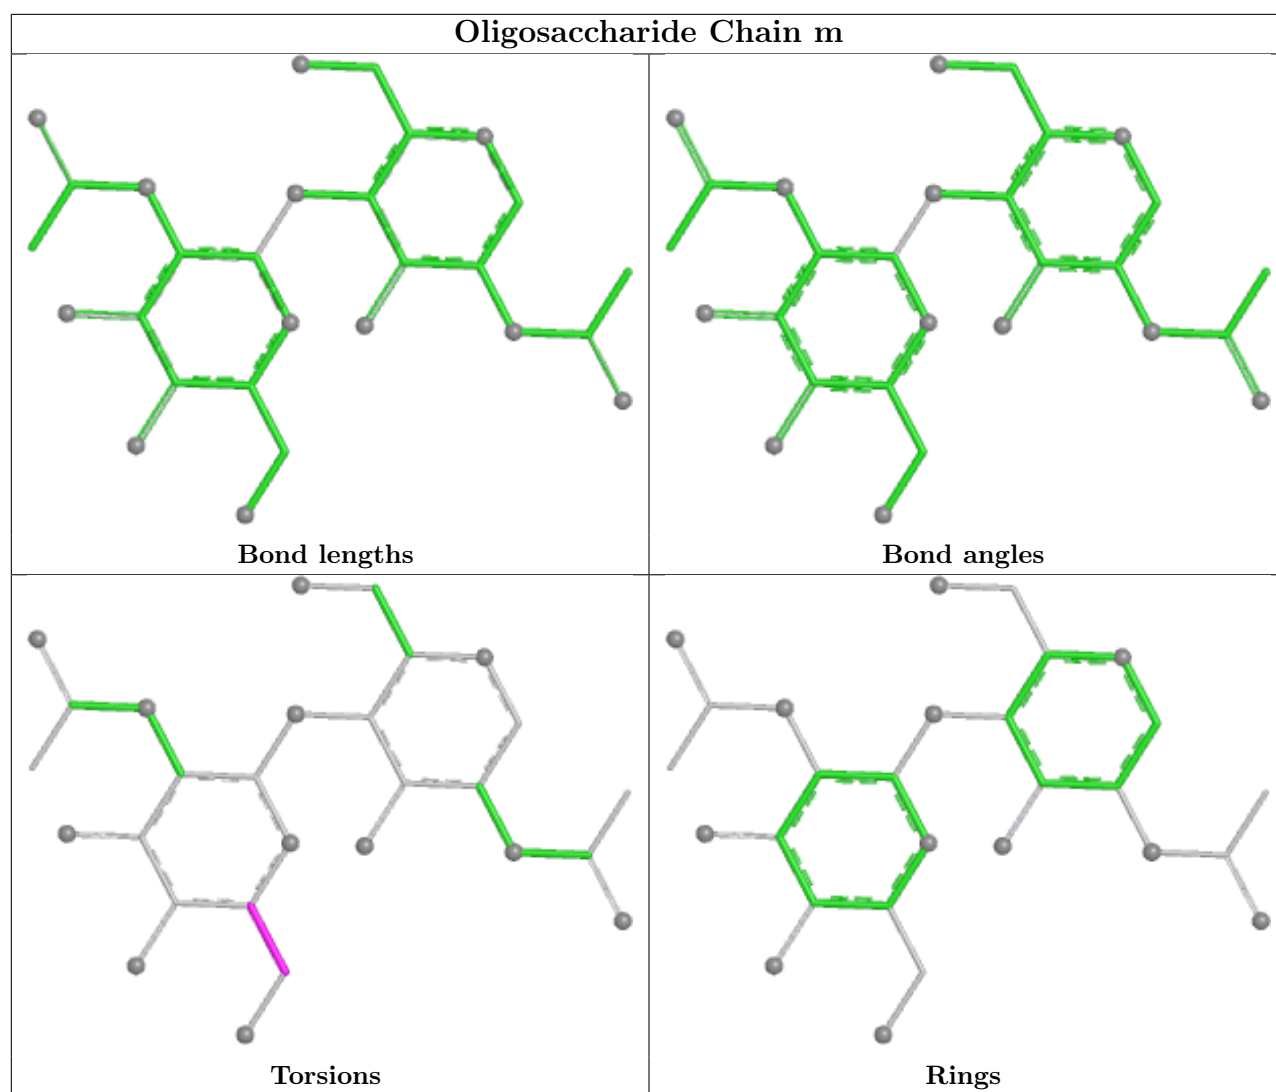 Oligosaccharide Chain m
Bond lengths
Bond angles
Torsions
Rings